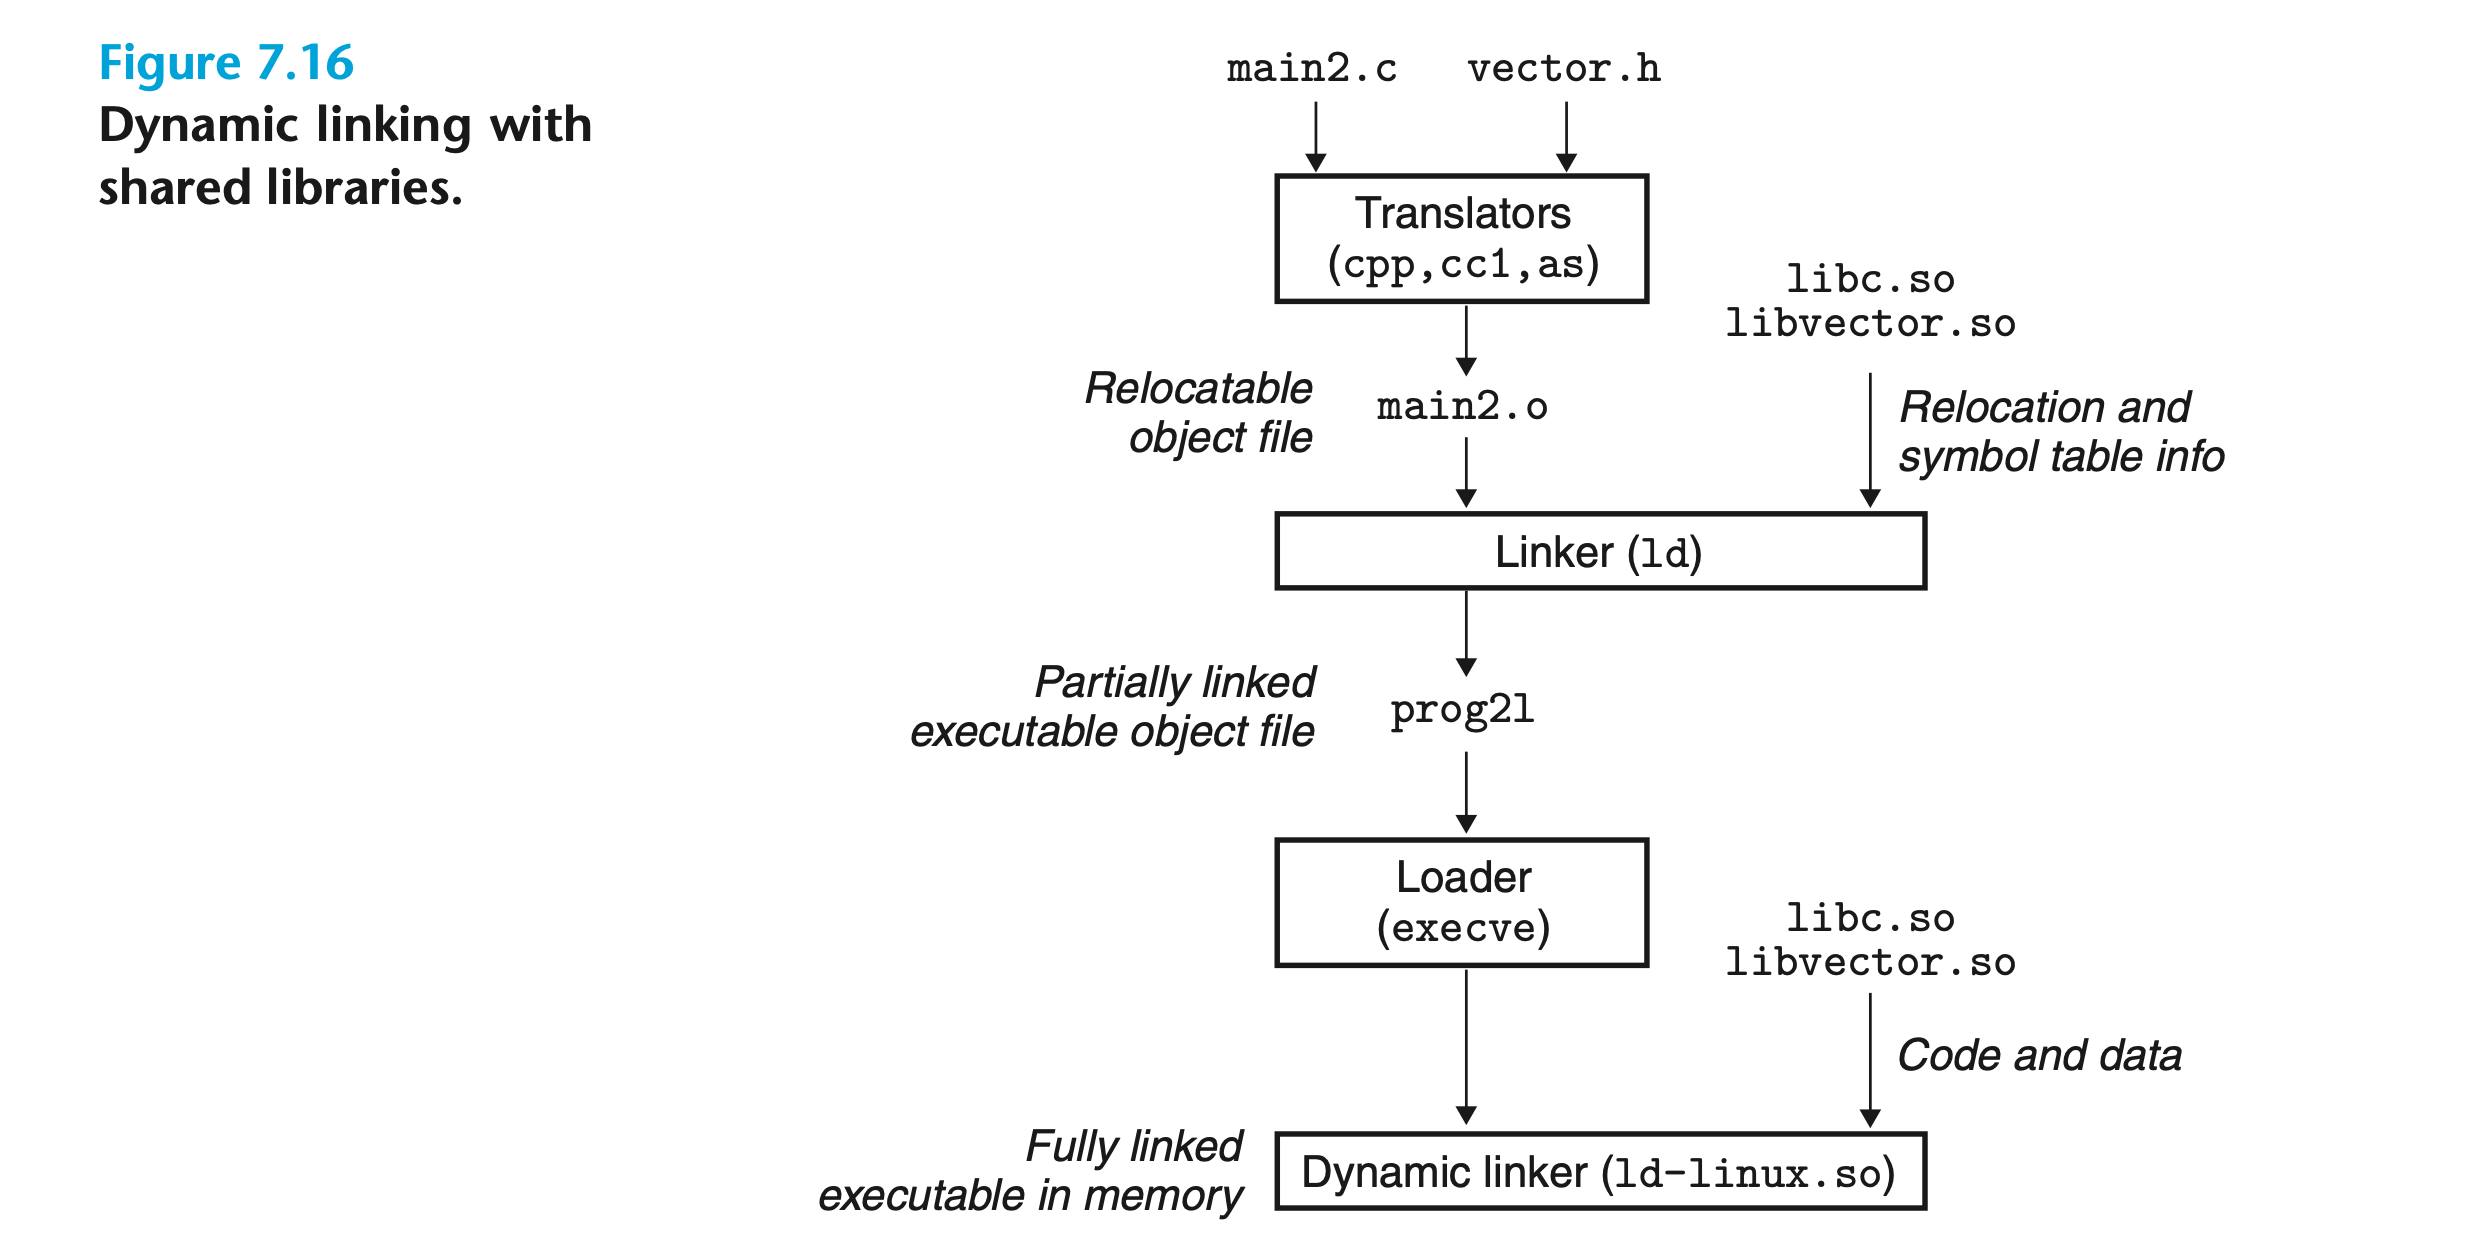 Figure 7.16
Dynamic linking with
shared libraries.
main2.c vector.h
Translators
(cpp,cc1,as)
libc.so
libvector.so
Relocatable
object file
main2.o
Relocation and
symbol table info
Linker (ld)
Partially linked
executable object file
prog2l
Loader
(execve)
libc.so
libvector.so
Code and data
Fully linked
executable in memory
Dynamic linker (ld-linux.so)